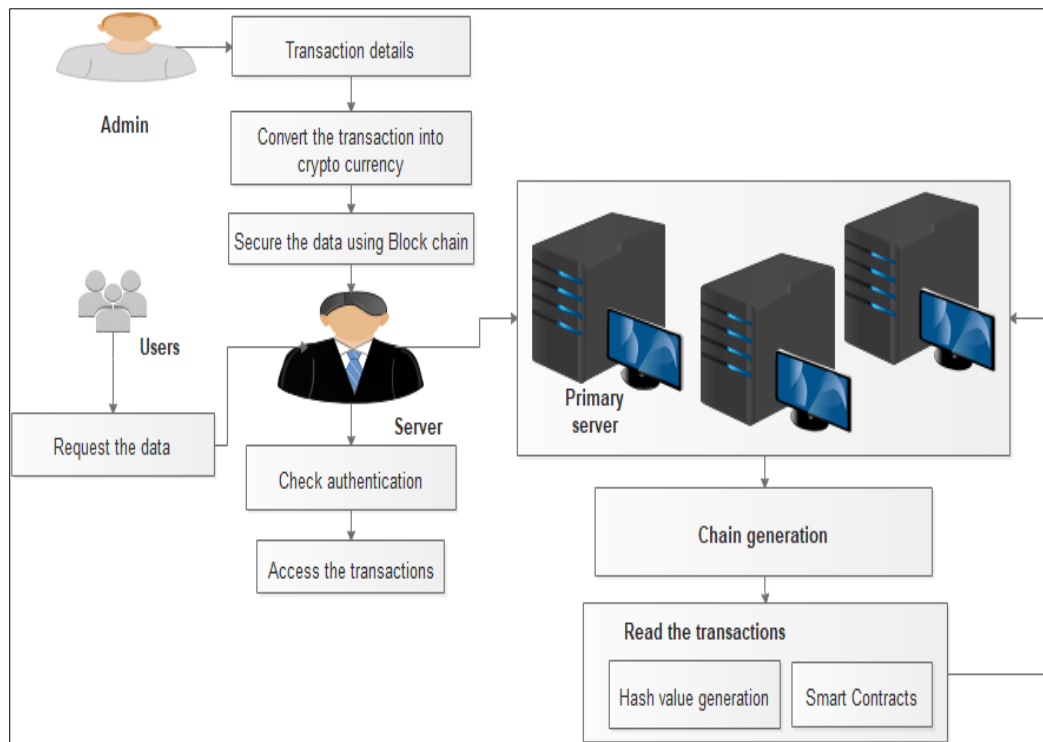 Transaction details
Admin
Convert the transaction into
crypto currency
Secure the data using Block chain
Users
Server
Request the data
Check authentication
Access the transactions
Primary
server
Chain generation
Read the transactions
Hash value generation
Smart Contracts